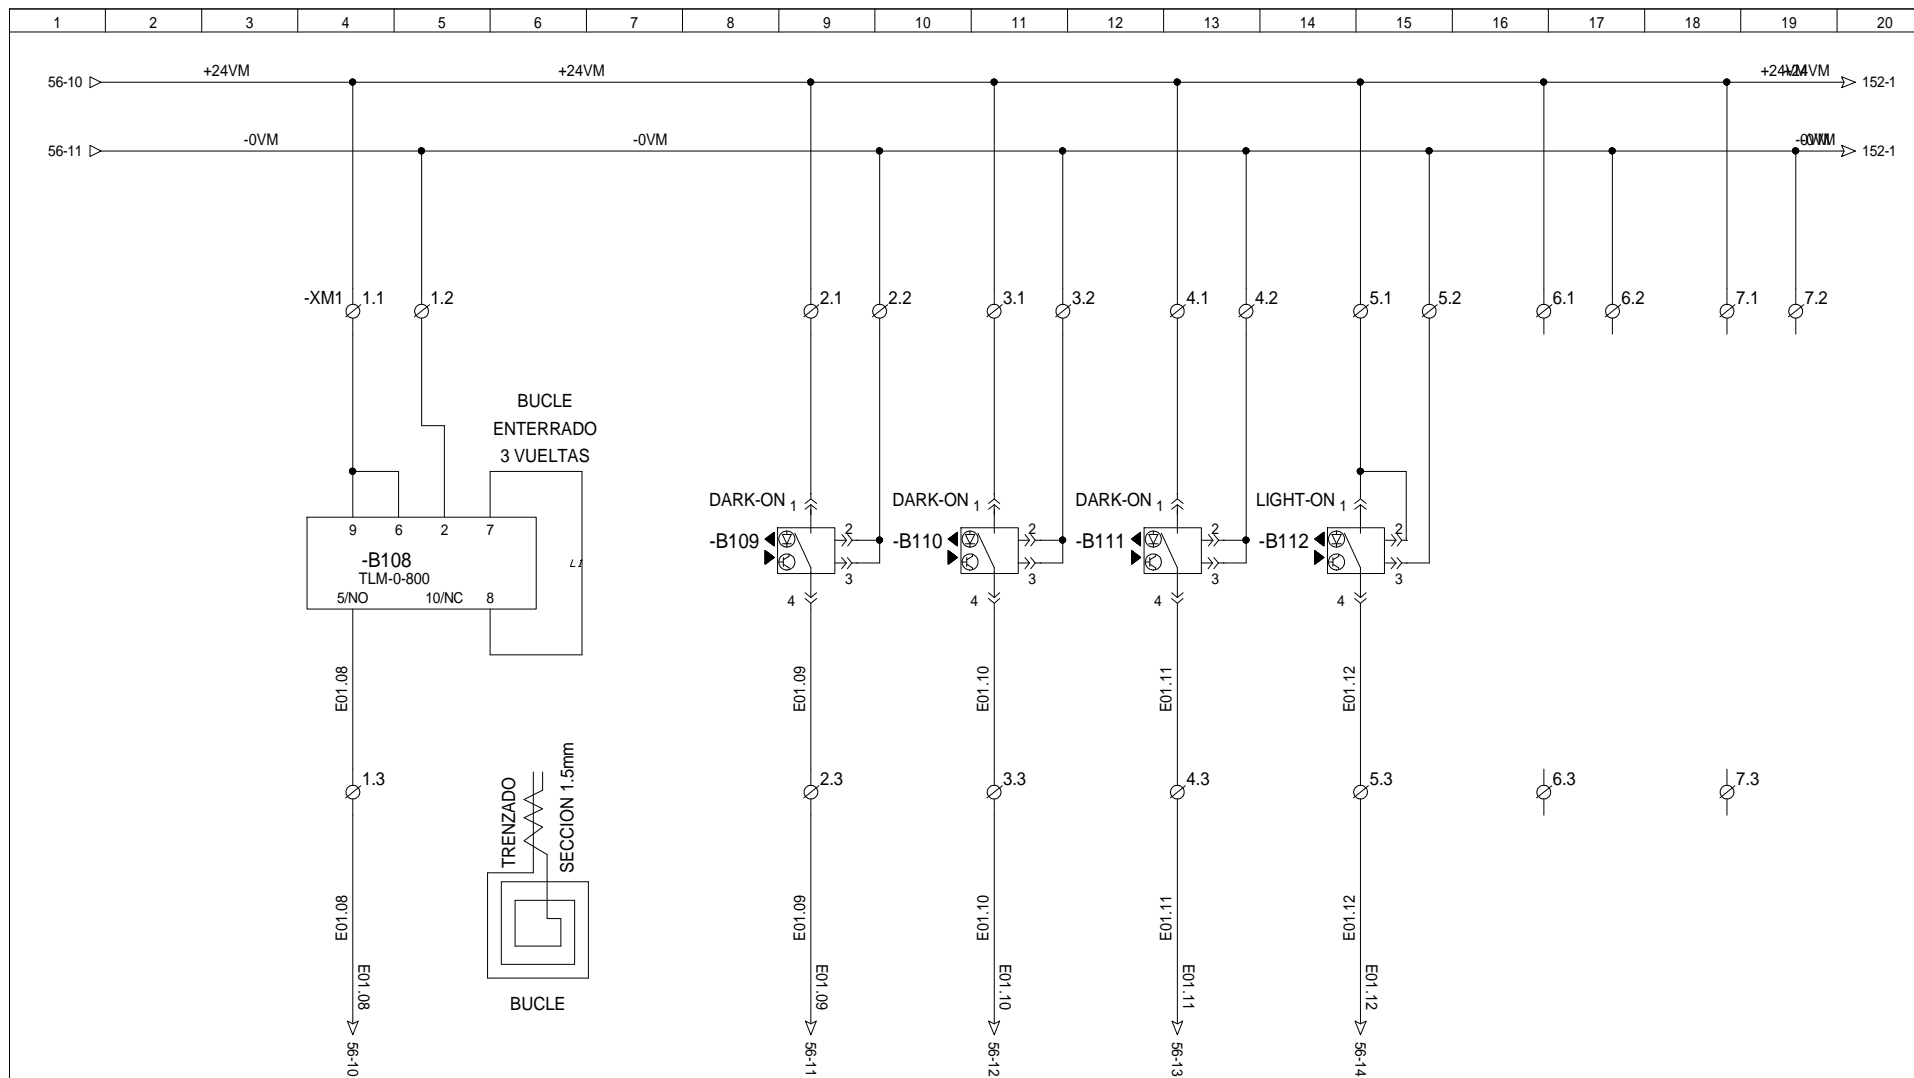 1 2 3 4 5 6 7 8 9 10 11 12 13 14 15 16 17 18 19 20
56-10 +24VM +24VM +24VM +24VM 152-1
56-11 -0VM -0VM -0VM -0VM 152-1
-XM1 1.1 1.2 2.1 2.2 3.1 3.2 4.1 4.2 5.1 5.2 6.1 6.2 7.1 7.2
BUCLE
ENTERRADO
3 VUELTAS
DARK-ON 1 DARK-ON 1 DARK-ON 1 LIGHT-ON 1
9 6 2 7 2 2 2 2
-B109 -B110 -B111 -B112
-B108 L1
TLM-0-800 3 3 3 3
5/NO 10/NC 8 4 4 4 4
E01.08 E01.09 E01.10 E01.11 E01.12
TRENZADO
SECCION 1.5mm
1.3 2.3 3.3 4.3 5.3 6.3 7.3
E01.08 E01.09 E01.10 E01.11 E01.12
E01.08 E01.09 E01.10 E01.11 E01.12
BUCLE
56-10 56-11 56-12 56-13 56-14